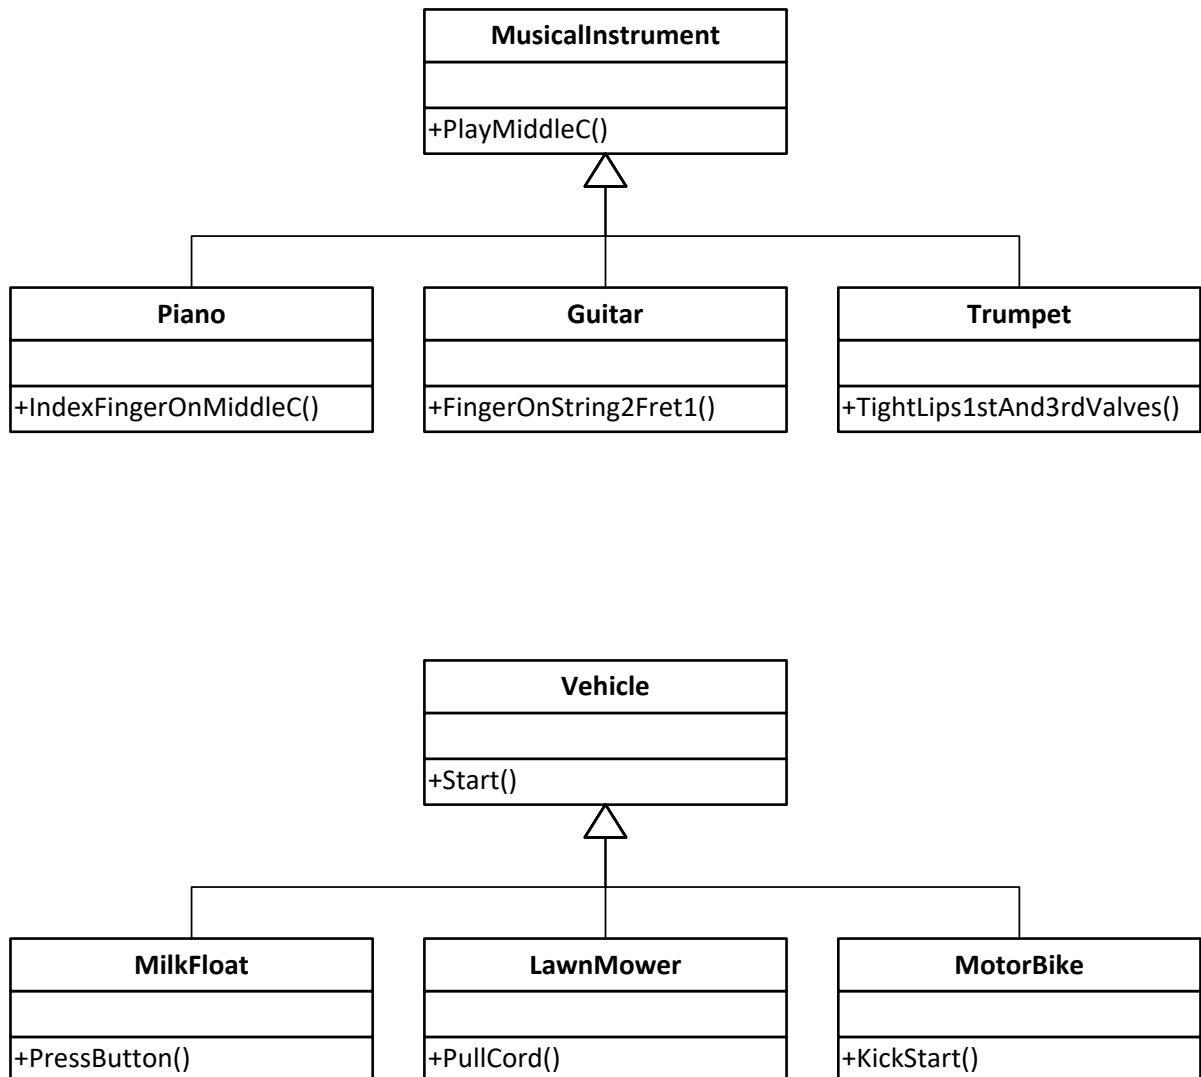 MusicalInstrument
+PlayMiddleC()
Piano
Guitar
Trumpet
+IndexFingerOnMiddleC()
+FingerOnString2Fret1()
+TightLips1stAnd3rdValves()
Vehicle
+Start()
MilkFloat
LawnMower
MotorBike
+PressButton()
+PullCord()
+KickStart()